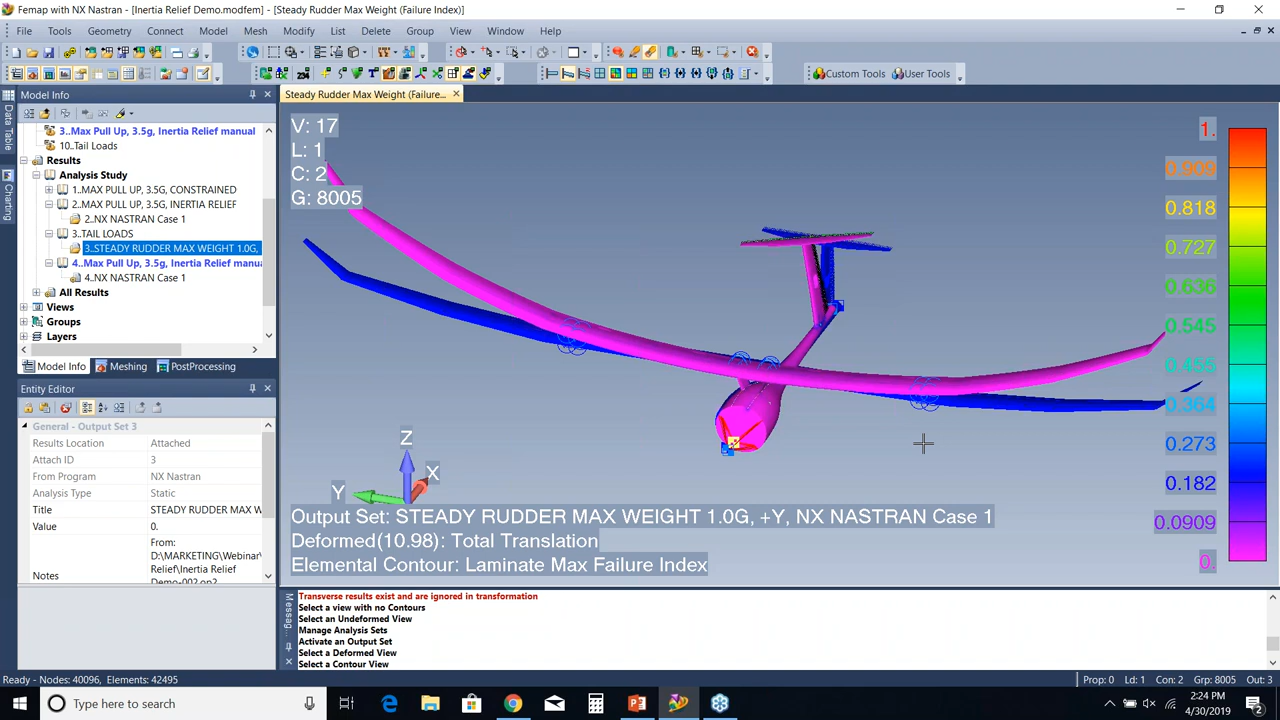 Femap with NX Nastran - [Inertia Relief Demo.modfem] - [Steady Rudder Max Weight (Failure Index)]
File Tools Geometry Connect Model Mesh Modify List Delete Group View Window Help
Custom Tools User Tools
Model Info
Steady Rudder Max Weight (Failure...
Data Table
Charting
3..Max Pull Up, 3.5g, Inertia Relief manual
10..Tail Loads
Results
Analysis Study
1..MAX PULL UP, 3.5G, CONSTRAINED
2..MAX PULL UP, 3.5G, INERTIA RELIEF
2..NX NASTRAN Case 1
3..TAIL LOADS
3..STEADY RUDDER MAX WEIGHT 1.0G,
4..Max Pull Up, 3.5g, Inertia Relief manua
4..NX NASTRAN Case 1
All Results
Views
Groups
Layers
Model Info Meshing PostProcessing
Entity Editor
General - Output Set 3
Results Location Attached
Attach ID 3
From Program NX Nastran
Analysis Type Static
Title STEADY RUDDER MAX W
Value 0.
Notes
From:
D:\MARKETING\Webinar\
Relief\Inertia Relief
Demo-002.op2
V: 17
L: 1
C: 2
G: 8005
1.
0.909
0.818
0.727
0.636
0.545
0.455
0.364
0.273
0.182
0.0909
0.
Z
X
Y
Output Set: STEADY RUDDER MAX WEIGHT 1.0G, +Y, NX NASTRAN Case 1
Deformed(10.98): Total Translation
Elemental Contour: Laminate Max Failure Index
Messag...
Transverse results exist and are ignored in transformation
Select a view with no Contours
Select an Undeformed View
Manage Analysis Sets
Activate an Output Set
Select a Deformed View
Select a Contour View
Ready - Nodes: 40096, Elements: 42495
Prop: 0 Ld: 1 Con: 2 Grp: 8005 Out: 3
Type here to search
2:24 PM
4/30/2019
2